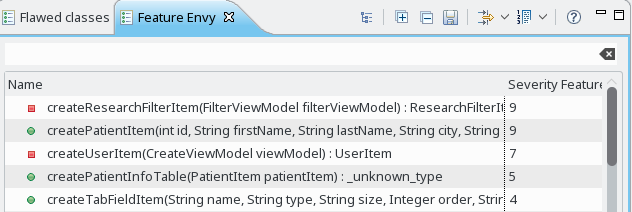 Flawed classes Feature Envy
Name Severity Feature
createResearchFilterItem(FilterViewModel filterViewModel) : ResearchFilterIt 9
createPatientItem(int id, String firstName, String lastName, String city, String 9
createUserItem(CreateViewModel viewModel) : UserItem 7
createPatientInfoTable(PatientItem patientItem) : _unknown_type 5
createTabFieldItem(String name, String type, String size, Integer order, Strin 4